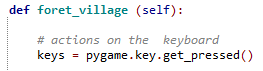 def foret_village (self):
# actions on the  keyboard
keys = pygame.key.get_pressed()